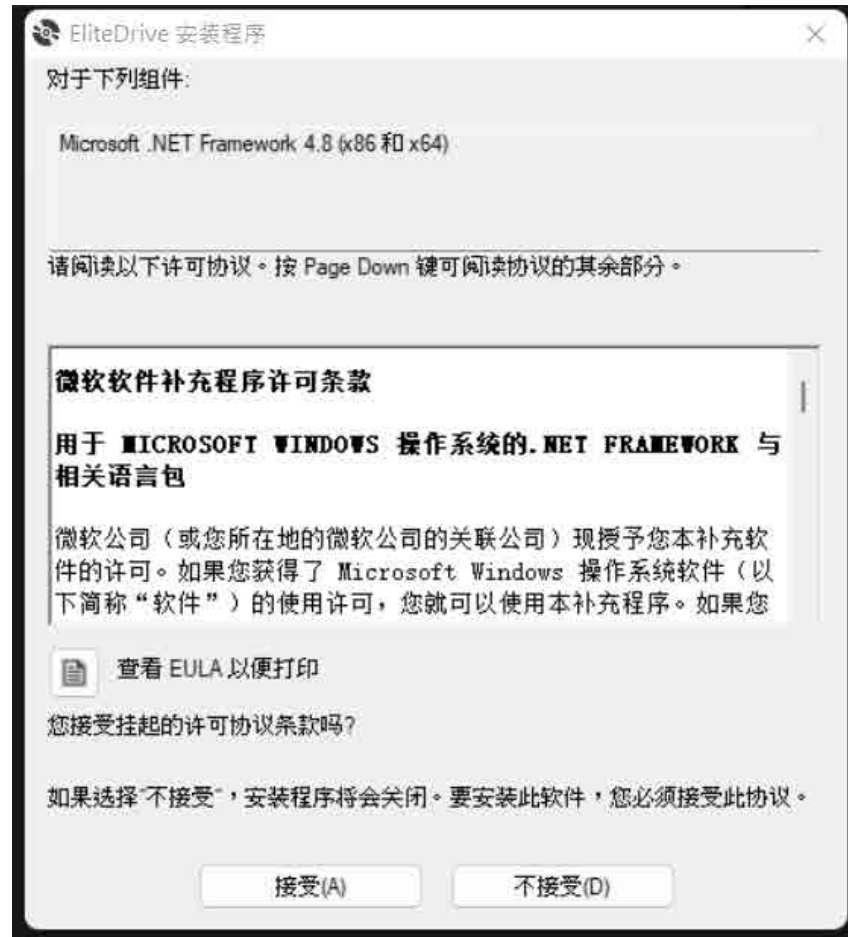 EliteDrive 安装程序
对于下列组件:
Microsoft .NET Framework 4.8 (x86 和 x64)
请阅读以下许可协议。按 Page Down 键可阅读协议的其余部分。
微软软件补充程序许可条款
用于 MICROSOFT WINDOWS 操作系统的.NET FRAMEWORK 与
相关语言包
微软公司（或您所在地的微软公司的关联公司）现授予您本补充软
件的许可。如果您获得了 Microsoft Windows 操作系统软件（以
下简称“软件”）的使用许可，您就可以使用本补充程序。如果您
查看 EULA 以便打印
您接受挂起的许可协议条款吗?
如果选择“不接受”，安装程序将会关闭。要安装此软件，您必须接受此协议。
接受(A)
不接受(D)